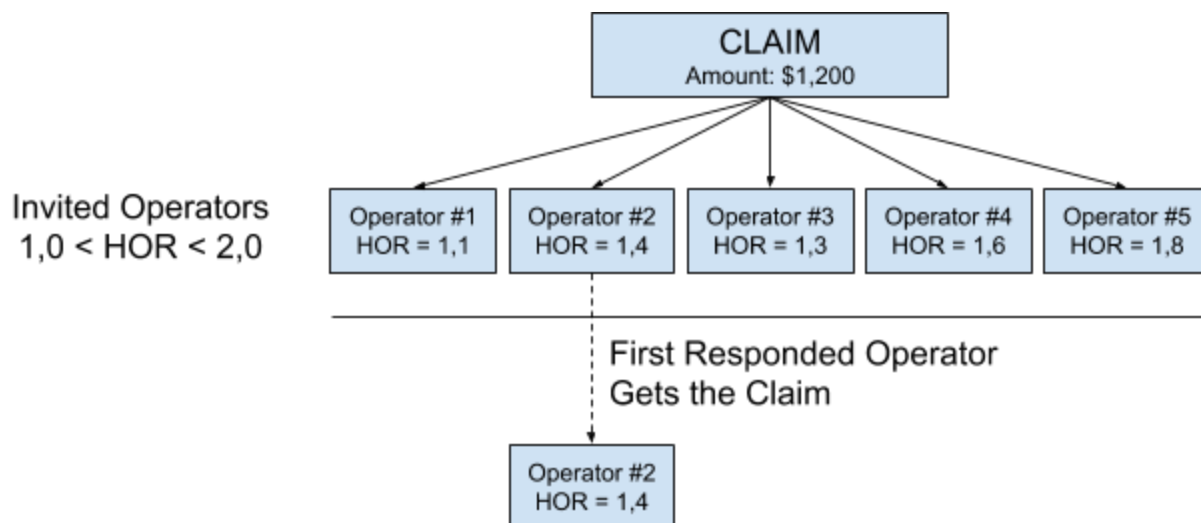 CLAIM
Amount: $1,200
Invited Operators
1,0 < HOR < 2,0
Operator #1
HOR = 1,1
Operator #2
HOR = 1,4
Operator #3
HOR = 1,3
Operator #4
HOR = 1,6
Operator #5
HOR = 1,8
First Responded Operator
Gets the Claim
Operator #2
HOR = 1,4